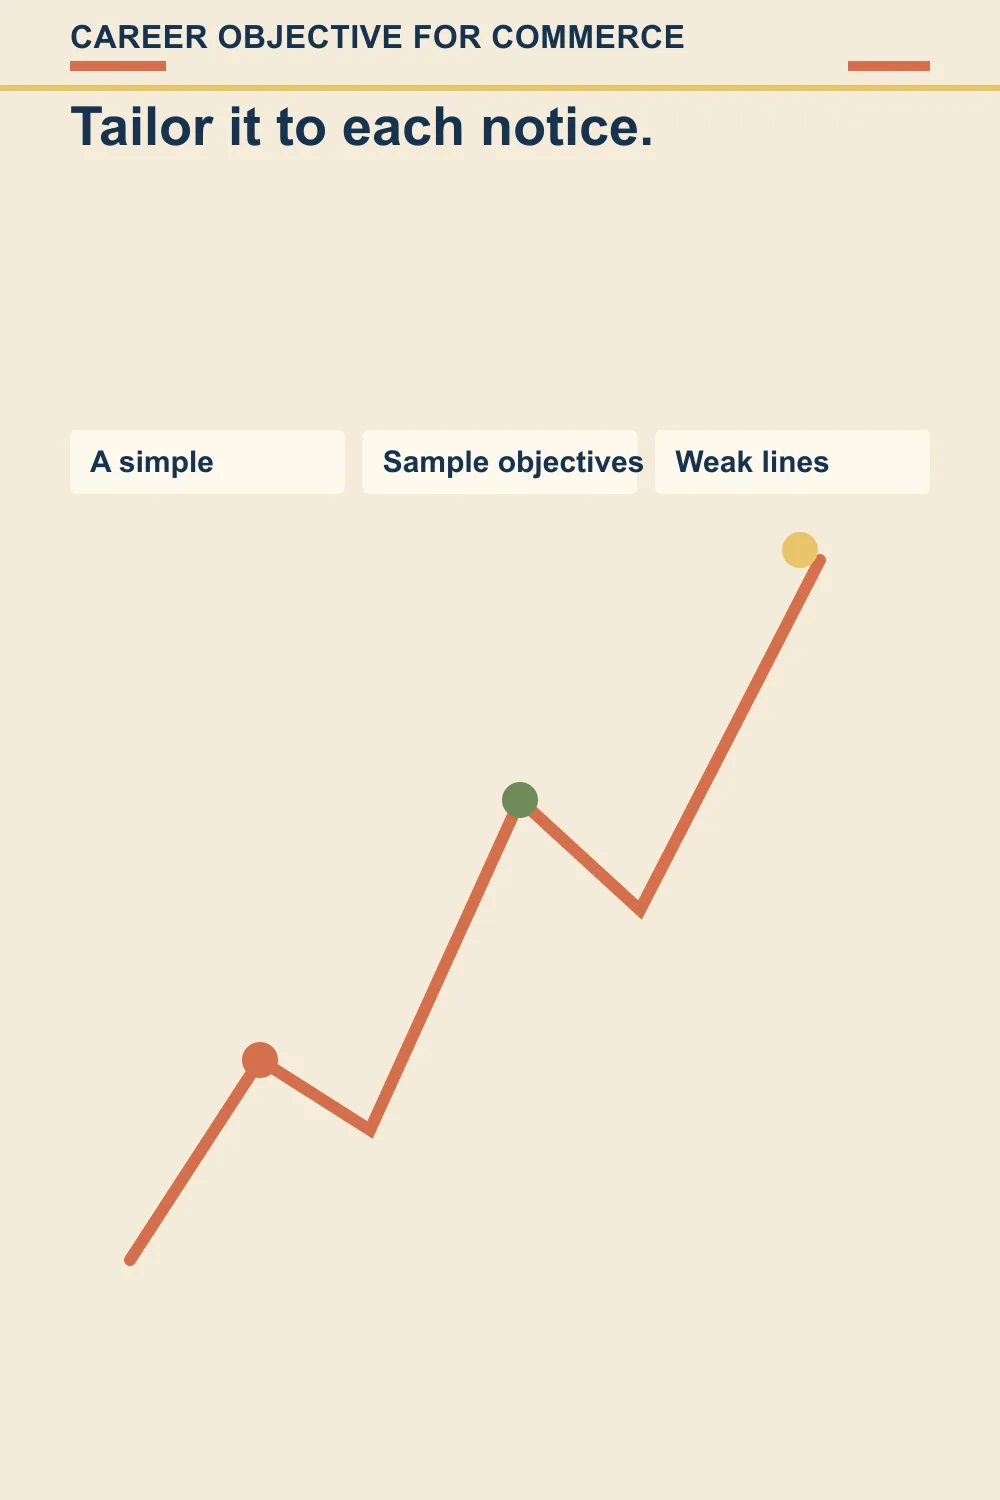 CAREER OBJECTIVE FOR COMMERCE
Tailor it to each notice.
A simple
Sample objectives
Weak lines